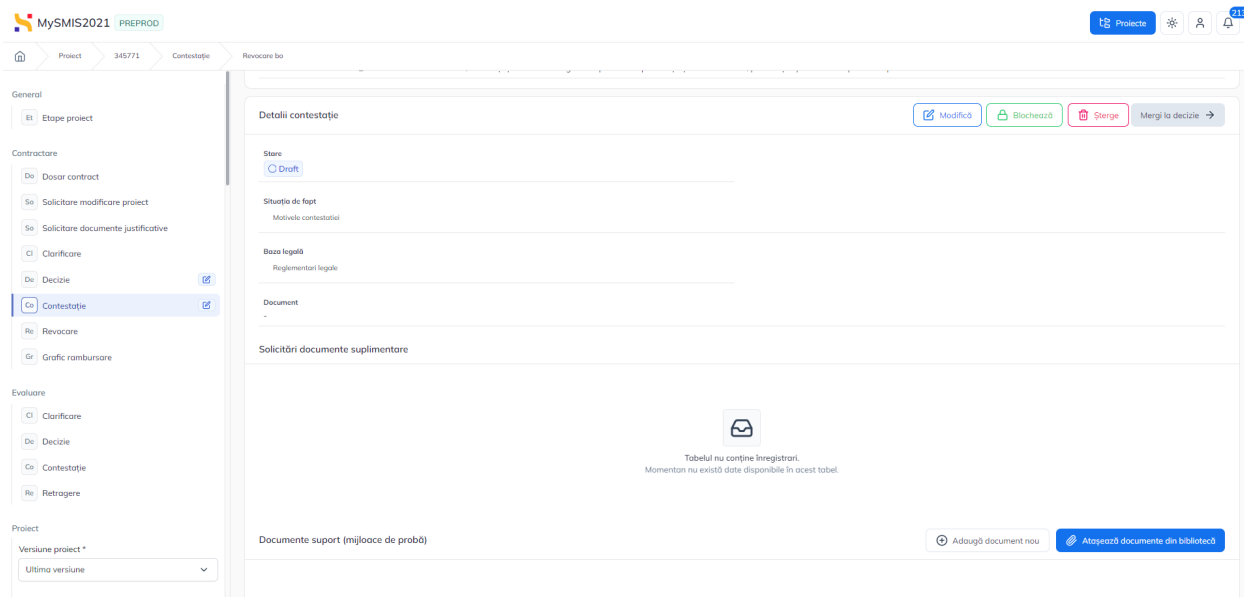 MySMIS2021 PREPROD
Proiecte
213
Proiect
345771
Contestație
Revocare ba
General
Et Etape proiect
Contractare
Do Dosar contract
So Solicitare modificare proiect
So Solicitare documente justificative
Cl Clarificare
De Decizie
Co Contestație
Re Revocare
Gr Grafic rambursare
Evaluare
Cl Clarificare
De Decizie
Co Contestație
Re Retragere
Proiect
Versiune proiect *
Ultima versiune
Detalii contestație
Modifică
Blochează
Șterge
Mergi la decizie
Stare
Draft
Situația de fapt
Motivele contestatiei
Baza legală
Reglementari legale
Document
-
Solicitări documente suplimentare
Tabelul nu conține înregistrari.
Momentan nu există date disponibile în acest tabel.
Documente suport (mijloace de probă)
Adaugă document nou
Atașează documente din bibliotecă